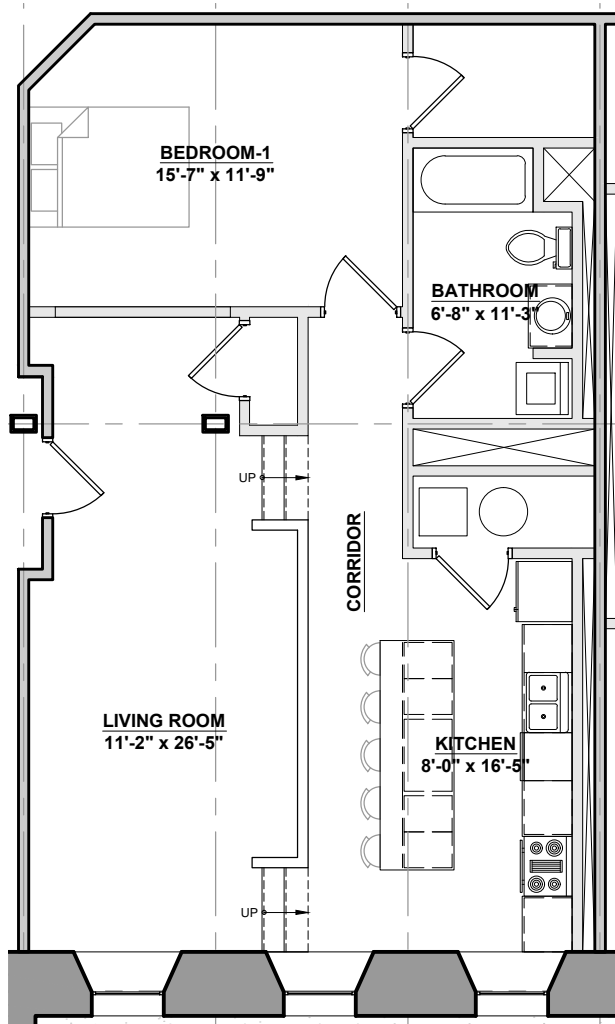 BEDROOM-1
15'-7" x 11'-9"
BATHROOM
6'-8" x 11'-3"
UP
CORRIDOR
LIVING ROOM
11'-2" x 26'-5"
KITCHEN
8'-0" x 16'-5"
UP